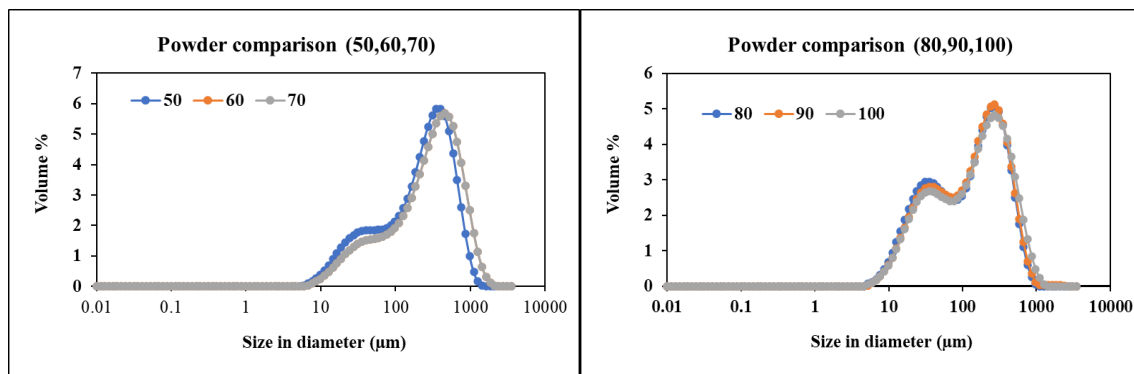 Powder comparison (50,60,70)
50 60 70
Volume %
7
6
5
4
3
2
1
0
0.01 0.1 1 10 100 1000 10000
Size in diameter (µm)
Powder comparison (80,90,100)
80 90 100
Volume %
6
5
4
3
2
1
0
0.01 0.1 1 10 100 1000 10000
Size in diameter (µm)